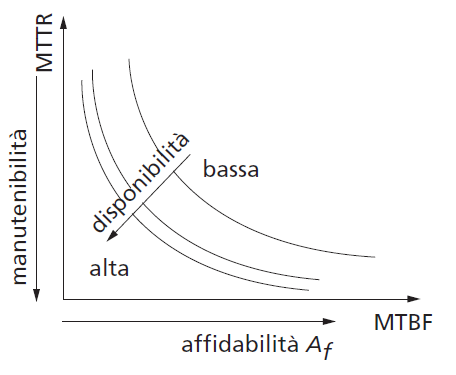 MTTR
manutenibilità
disponibilità
bassa
alta
MTBF
affidabilità Af